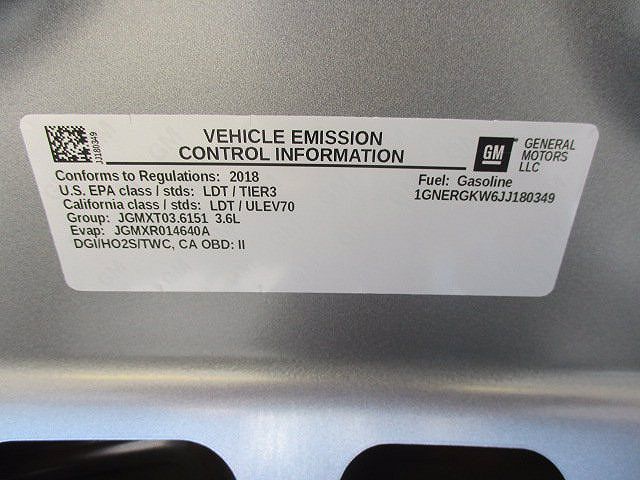 JJ180349
VEHICLE EMISSION
CONTROL INFORMATION
GM
GENERAL
MOTORS
LLC
Conforms to Regulations: 2018
U.S. EPA class / stds: LDT / TIER3
California class / stds: LDT / ULEV70
Group: JGMXT03.6151 3.6L
Evap: JGMXR014640A
DGI/HO2S/TWC, CA OBD: II
Fuel: Gasoline
1GNERGKW6JJ180349